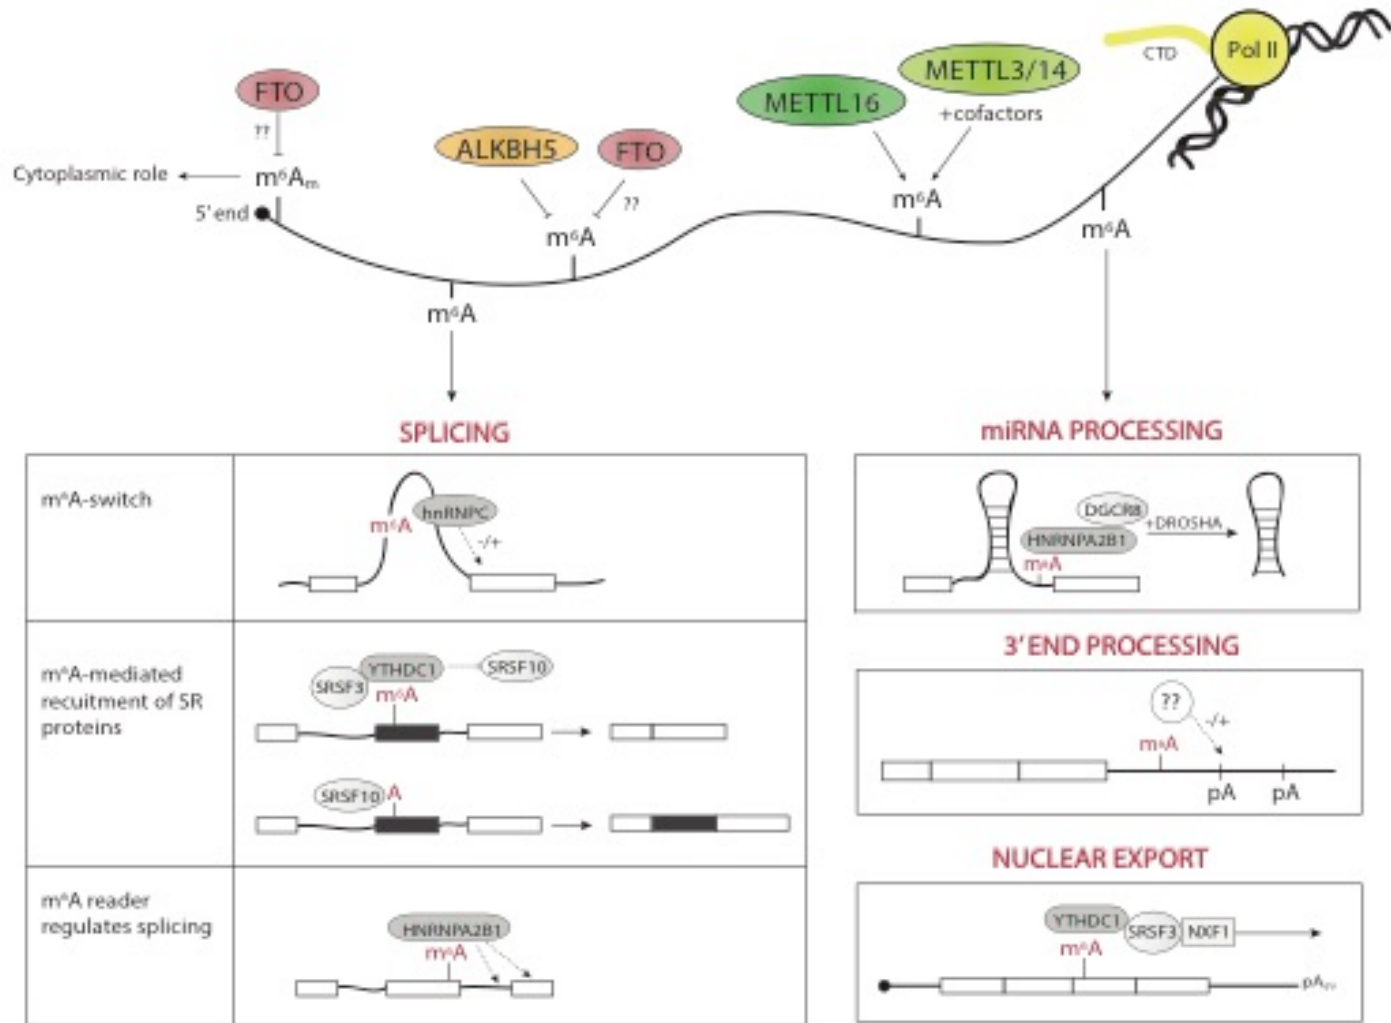 FTO
??
Cytoplasmic role
m⁶Aₘ
5' end
ALKBH5
FTO
??
m⁶A
METTL16
METTL3/14
+cofactors
m⁶A
CTD
Pol II
m⁶A
m⁶A
SPLICING
m⁶A-switch
m⁶A
hnRNPC
-/+
m⁶A-mediated
recuitment of SR
proteins
SRSF3
YTHDC1
SRSF10
m⁶A
SRSF10
A
m⁶A reader
regulates splicing
HNRNPA2B1
m⁶A
miRNA PROCESSING
DGCR8
+DROSHA
HNRNPA2B1
m⁶A
3' END PROCESSING
??
-/+
m⁶A
pA
pA
NUCLEAR EXPORT
YTHDC1
SRSF3
NXF1
m⁶A